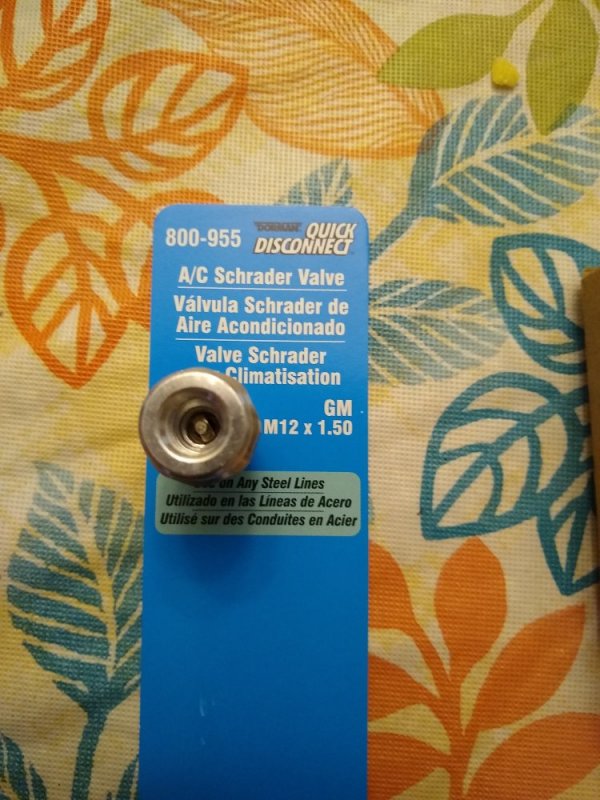 800-955 DORMAN QUICK
DISCONNECT™
A/C Schrader Valve
Válvula Schrader de
Aire Acondicionado
Valve Schrader
Climatisation
GM
M12 x 1.50
on Any Steel Lines
Utilizado en las Líneas de Acero
Utilisé sur des Conduites en Acier